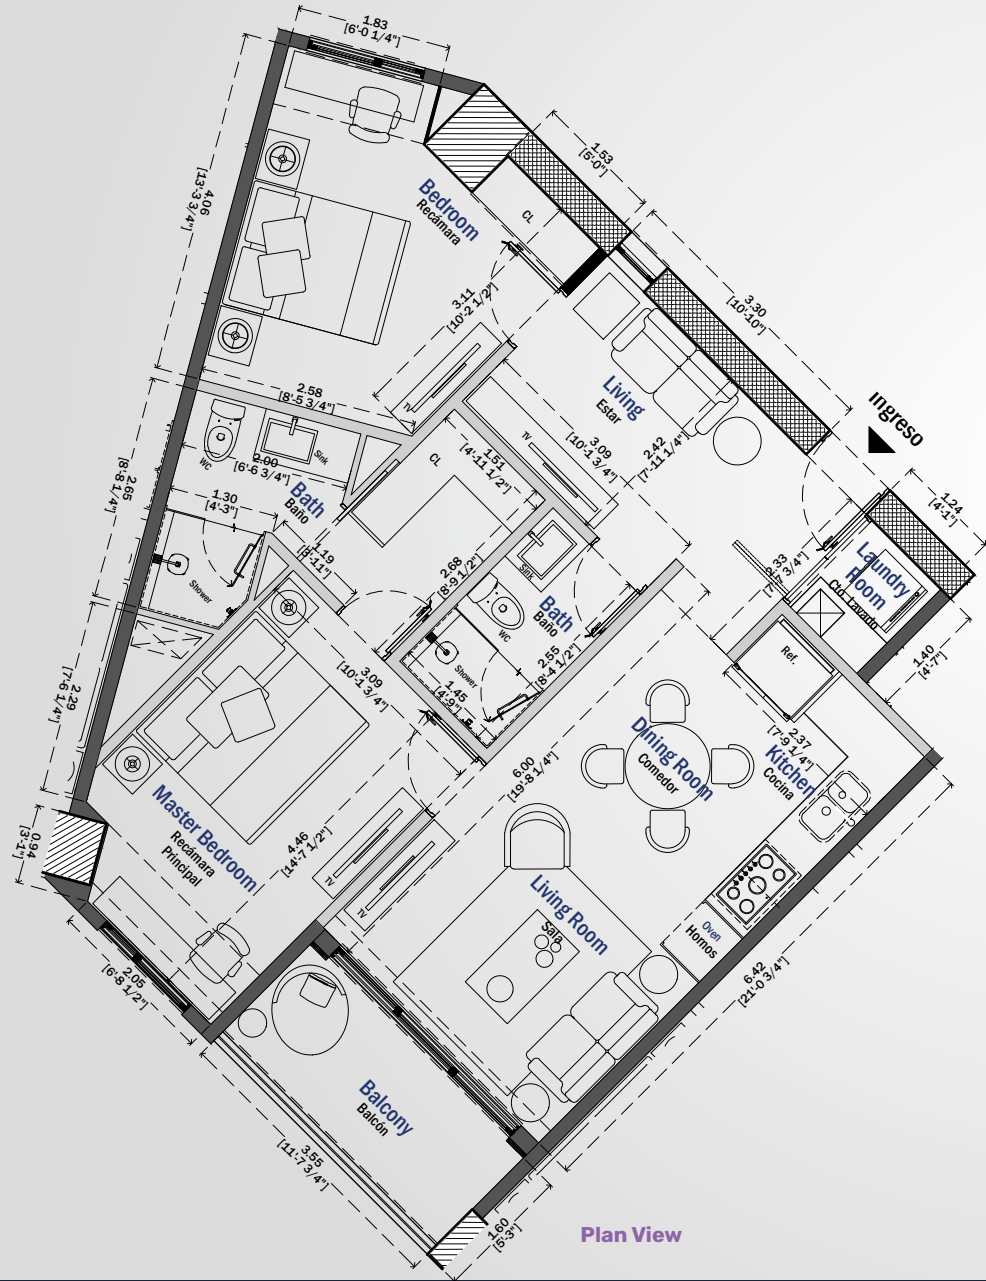 1.83
[6'-0 1/4"]
1.53
[5'-0"]
4.06
[13'-3 3/4"]
Bedroom
Recámara
CL
3.11
[10'-2 1/2"]
3.30
[10'-10"]
TV
2.58
[8'-5 3/4"]
Living
Estar
Ingreso
TV
3.09
[10'-1 3/4"]
2.42
[7'-11 1/4"]
WC
Sink
2.00
[6'-6 3/4"]
CL
1.51
[4'-11 1/2"]
2.65
[8'-8 1/4"]
Bath
Baño
1.30
[4'-3"]
1.24
[4'-1"]
1.19
[3'-11"]
Shower
2.68
[8'-9 1/2"]
Sink
WC
Bath
Baño
2.55
[8'-4 1/2"]
Shower
1.45
[4'-9"]
2.33
[7'-7 3/4"]
Laundry
Room
Cto. Lavado
1.40
[4'-7"]
Ref.
2.29
[7'-6 1/4"]
3.09
[10'-1 3/4"]
Dining Room
Comedor
2.37
[7'-9 1/4"]
Kitchen
Cocina
6.00
[19'-8 1/4"]
0.94
[3'-1"]
Master Bedroom
Recámara
Principal
4.46
[14'-7 1/2"]
TV
TV
Living Room
Sala
Oven
Hornos
2.05
[6'-8 1/2"]
6.42
[21'-0 3/4"]
Balcony
Balcón
3.55
[11'-7 3/4"]
1.60
[5'-3"]
Plan View